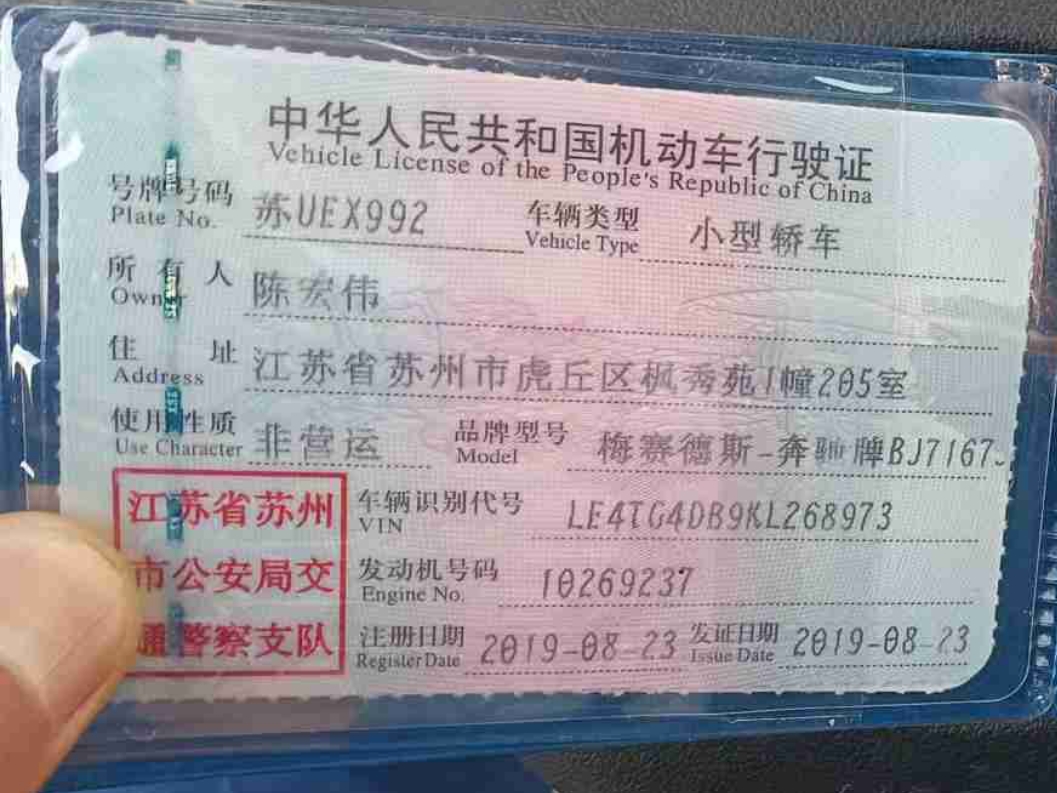 中华人民共和国机动车行驶证
Vehicle License of the People's Republic of China
号牌号码 苏UEX992 车辆类型 小型轿车
Plate No. Vehicle Type
所有人 陈宏伟
Owner
住址 江苏省苏州市虎丘区枫秀苑1幢205室
Address
使用性质 非营运 品牌型号 梅赛德斯-奔驰牌BJ7167
Use Character Model
江苏省苏州 车辆识别代号 LE4TG4DB9KL268973
VIN
市公安局交 发动机号码 10269237
Engine No.
通警察支队 注册日期 2019-08-23 发证日期 2019-08-23
Register Date Issue Date